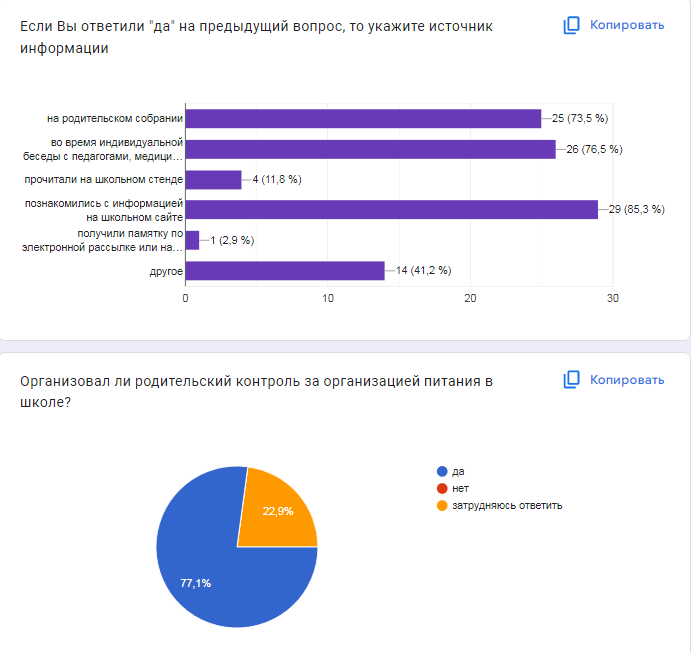 Если Вы ответили "да" на предыдущий вопрос, то укажите источник
информации
Копировать
на родительском собрании
25 (73,5 %)
во время индивидуальной
беседы с педагогами, медици…
26 (76,5 %)
прочитали на школьном стенде
4 (11,8 %)
познакомились с информацией
на школьном сайте
29 (85,3 %)
получили памятку по
электронной рассылке или на…
1 (2,9 %)
другое
14 (41,2 %)
0 10 20 30
Организовал ли родительский контроль за организацией питания в
школе?
Копировать
да
нет
затрудняюсь ответить
22,9%
77,1%